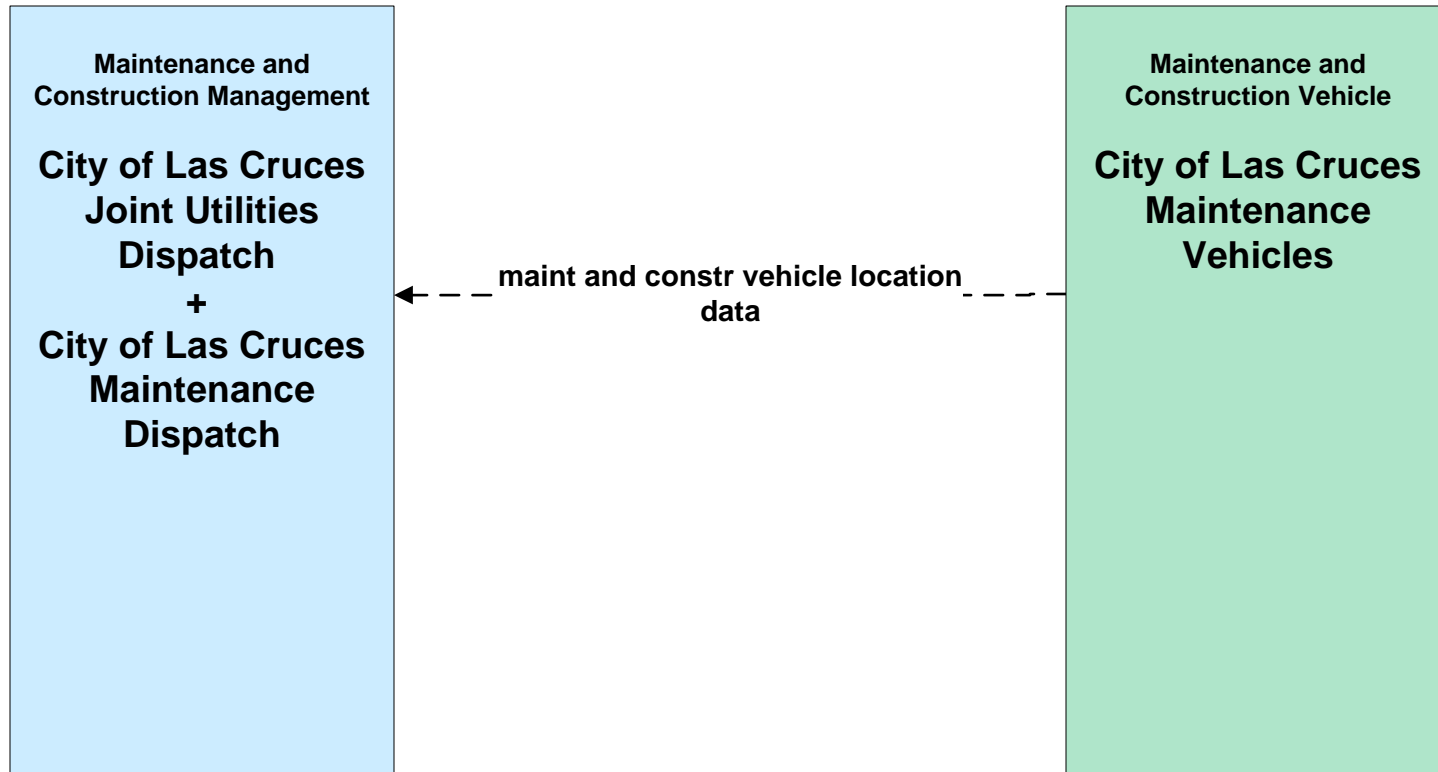 Maintenance and
Construction Management
City of Las Cruces
Joint Utilities
Dispatch
+
City of Las Cruces
Maintenance
Dispatch
maint and constr vehicle location
data
Maintenance and
Construction Vehicle
City of Las Cruces
Maintenance
Vehicles